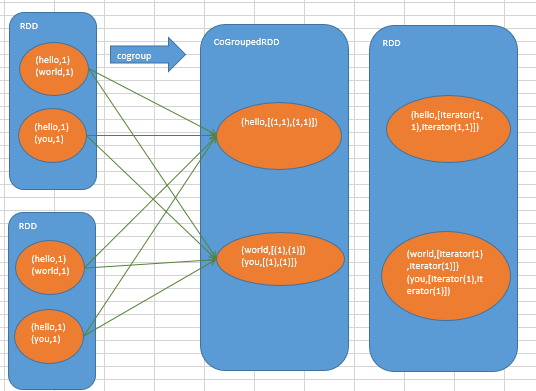 RDD
(hello,1)
(world,1)
(hello,1)
(you,1)
cogroup
RDD
(hello,1)
(world,1)
(hello,1)
(you,1)
CoGroupedRDD
(hello,[(1,1),(1,1)])
(world,[(1),(1)])
(you,[(1),(1)]}
RDD
(hello,[Iterator(1,
1),Iterator(1,1)]}
(world,[Iterator(1)
,Iterator(1)]}
(you,[Iterator(1),It
erator(1)])